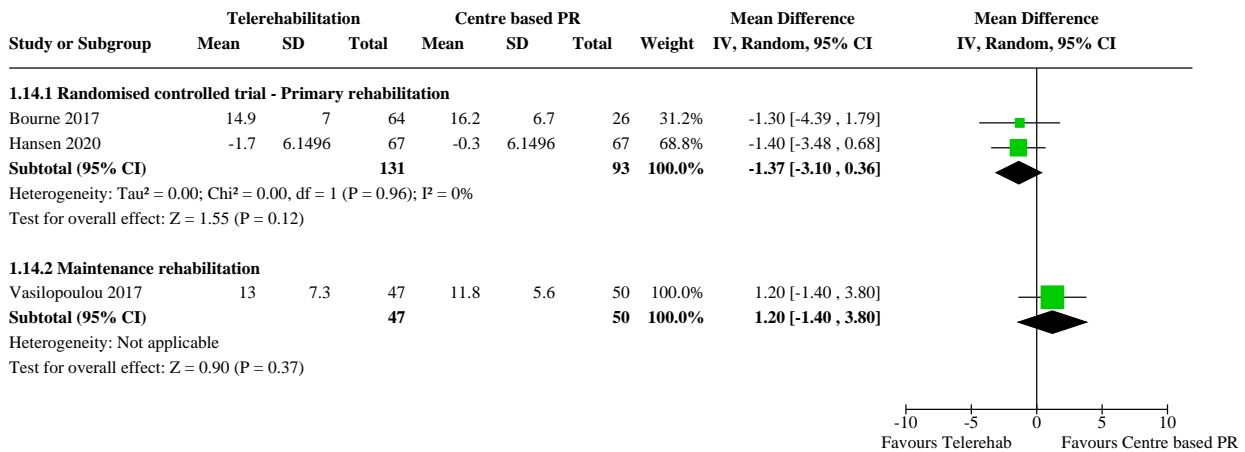 Telerehabilitation Centre based PR Mean Difference Mean Difference
Study or Subgroup Mean SD Total Mean SD Total Weight IV, Random, 95% CI IV, Random, 95% CI
1.14.1 Randomised controlled trial - Primary rehabilitation
Bourne 2017 14.9 7 64 16.2 6.7 26 31.2% -1.30 [-4.39 , 1.79]
Hansen 2020 -1.7 6.1496 67 -0.3 6.1496 67 68.8% -1.40 [-3.48 , 0.68]
Subtotal (95% CI) 131 93 100.0% -1.37 [-3.10 , 0.36]
Heterogeneity: Tau² = 0.00; Chi² = 0.00, df = 1 (P = 0.96); I² = 0%
Test for overall effect: Z = 1.55 (P = 0.12)
1.14.2 Maintenance rehabilitation
Vasilopoulou 2017 13 7.3 47 11.8 5.6 50 100.0% 1.20 [-1.40 , 3.80]
Subtotal (95% CI) 47 50 100.0% 1.20 [-1.40 , 3.80]
Heterogeneity: Not applicable
Test for overall effect: Z = 0.90 (P = 0.37)
-10 -5 0 5 10
Favours Telerehab Favours Centre based PR